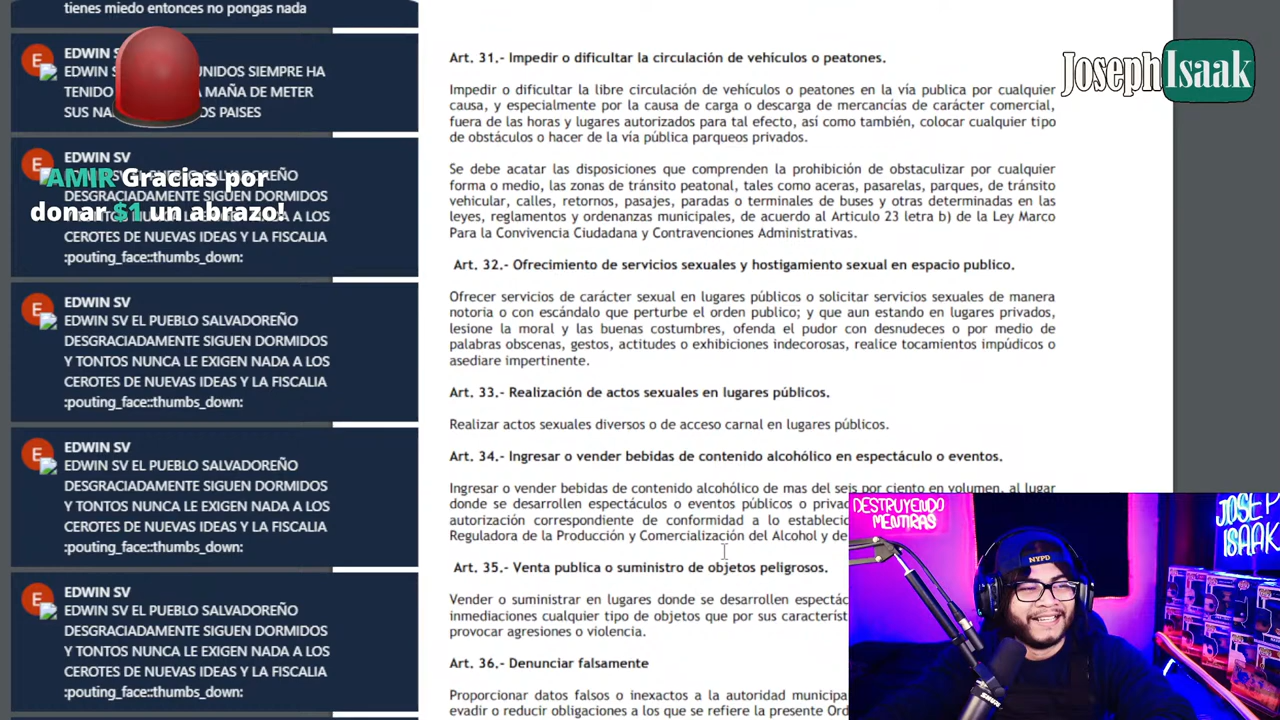 tienes miedo entonces no pongas nada
EDWIN SV
EDWIN S UNIDOS SIEMPRE HA
TENIDO MAÑA DE METER
SUS NA OS PAISES
EDWIN SV
DESGRACIADAMENTE SIGUEN DORMIDOS
Y TONTOS NUNCA LE EXIGEN NADA A LOS
CEROTES DE NUEVAS IDEAS Y LA FISCALIA
:pouting_face::thumbs_down:
AMIR Gracias por
donar $1 un abrazo!
EDWIN SV
EDWIN SV EL PUEBLO SALVADOREÑO
DESGRACIADAMENTE SIGUEN DORMIDOS
Y TONTOS NUNCA LE EXIGEN NADA A LOS
CEROTES DE NUEVAS IDEAS Y LA FISCALIA
:pouting_face::thumbs_down:
EDWIN SV
EDWIN SV EL PUEBLO SALVADOREÑO
DESGRACIADAMENTE SIGUEN DORMIDOS
Y TONTOS NUNCA LE EXIGEN NADA A LOS
CEROTES DE NUEVAS IDEAS Y LA FISCALIA
:pouting_face::thumbs_down:
EDWIN SV
EDWIN SV EL PUEBLO SALVADOREÑO
DESGRACIADAMENTE SIGUEN DORMIDOS
Y TONTOS NUNCA LE EXIGEN NADA A LOS
CEROTES DE NUEVAS IDEAS Y LA FISCALIA
:pouting_face::thumbs_down:
Art. 31.- Impedir o dificultar la circulación de vehículos o peatones.
Impedir o dificultar la libre circulación de vehículos o peatones en la vía publica por cualquier
causa, y especialmente por la causa de carga o descarga de mercancías de carácter comercial,
fuera de las horas y lugares autorizados para tal efecto, así como también, colocar cualquier tipo
de obstáculos o hacer de la vía pública parqueos privados.
Se debe acatar las disposiciones que comprenden la prohibición de obstaculizar por cualquier
forma o medio, las zonas de tránsito peatonal, tales como aceras, pasarelas, parques, de tránsito
vehicular, calles, retornos, pasajes, paradas o terminales de buses y otras determinadas en las
leyes, reglamentos y ordenanzas municipales, de acuerdo al Articulo 23 letra b) de la Ley Marco
Para la Convivencia Ciudadana y Contravenciones Administrativas.
Art. 32.- Ofrecimiento de servicios sexuales y hostigamiento sexual en espacio publico.
Ofrecer servicios de carácter sexual en lugares públicos o solicitar servicios sexuales de manera
notoria o con escándalo que perturbe el orden publico; y que aun estando en lugares privados,
lesione la moral y las buenas costumbres, ofenda el pudor con desnudeces o por medio de
palabras obscenas, gestos, actitudes o exhibiciones indecorosas, realice tocamientos impúdicos o
asediare impertinente.
Art. 33.- Realización de actos sexuales en lugares públicos.
Realizar actos sexuales diversos o de acceso carnal en lugares públicos.
Art. 34.- Ingresar o vender bebidas de contenido alcohólico en espectáculo o eventos.
Ingresar o vender bebidas de contenido alcohólico de mas del seis por ciento en volumen, al lugar
donde se desarrollen espectáculos o eventos públicos o privad
autorización correspondiente de conformidad a lo establecid
Reguladora de la Producción y Comercialización del Alcohol y de
Art. 35.- Venta publica o suministro de objetos peligrosos.
Vender o suministrar en lugares donde se desarrollen espectác
inmediaciones cualquier tipo de objetos que por sus característi
provocar agresiones o violencia.
Art. 36.- Denunciar falsamente
Proporcionar datos falsos o inexactos a la autoridad municipa
evadir o reducir obligaciones a los que se refiere la presente Ord
JosephIsaak
DESTRUYENDO
MENTIRAS
NYPD
JOSEP
ISAAK